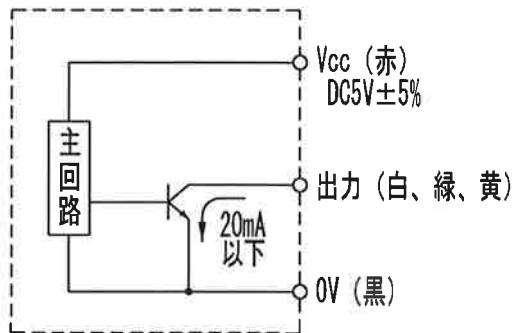 Vcc（赤）
DC5V±5%
主回路
出力（白、緑、黄）
20mA
以下
0V（黒）